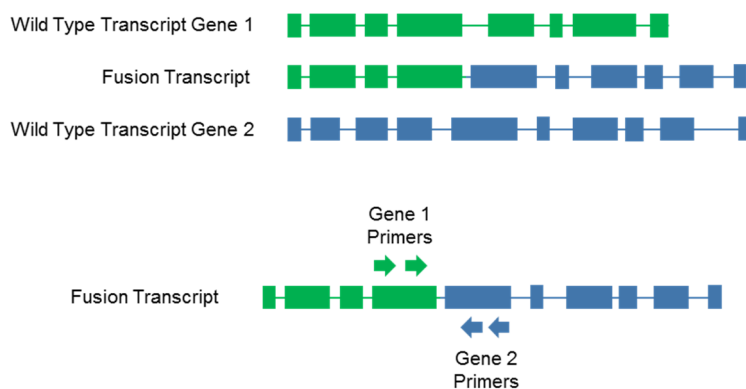 Wild Type Transcript Gene 1
Fusion Transcript
Wild Type Transcript Gene 2
Gene 1
Primers
Fusion Transcript
Gene 2
Primers